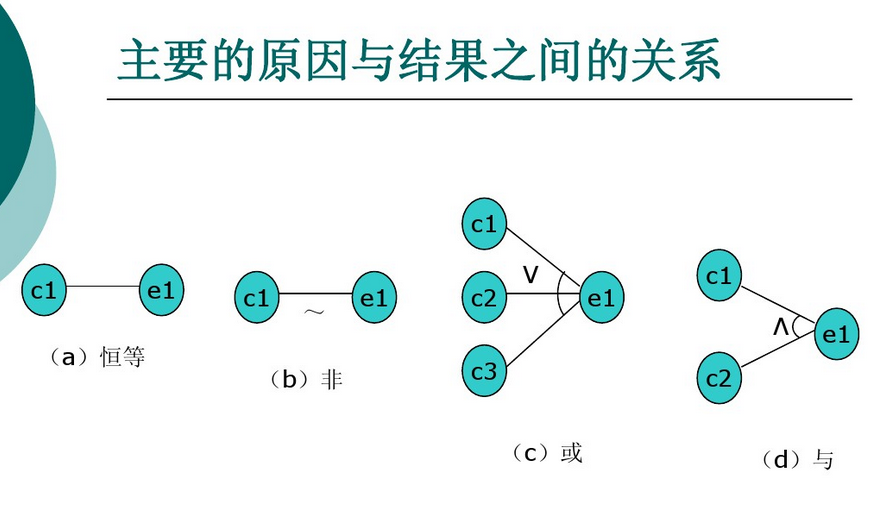 主要的原因与结果之间的关系
c1 e1
（a）恒等
c1 ～ e1
（b）非
c1
c2 V e1
c3
（c）或
c1
Λ e1
c2
（d）与